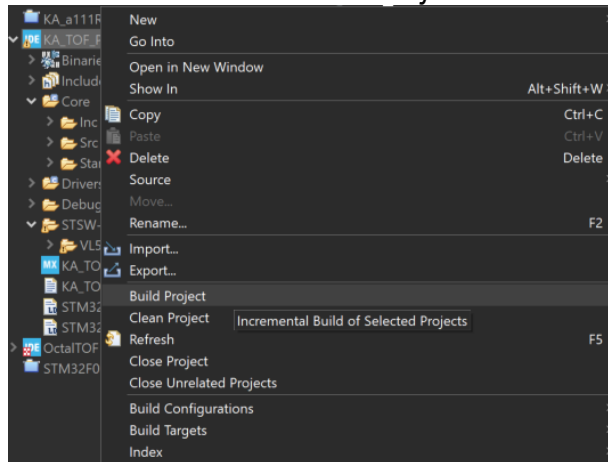 KA_a111R
KA_TOF_P
Binarie
Includ
Core
Inc
Src
Sta
Drivers
Debug
STSW-
VL5
MX KA_TO
KA_TO
STM32
STM32
OctalTOF
STM32F0
New
Go Into
Open in New Window
Show In Alt+Shift+W
Copy Ctrl+C
Paste Ctrl+V
Delete Delete
Source
Move...
Rename... F2
Import...
Export...
Build Project
Clean Project
Incremental Build of Selected Projects
Refresh F5
Close Project
Close Unrelated Projects
Build Configurations
Build Targets
Index